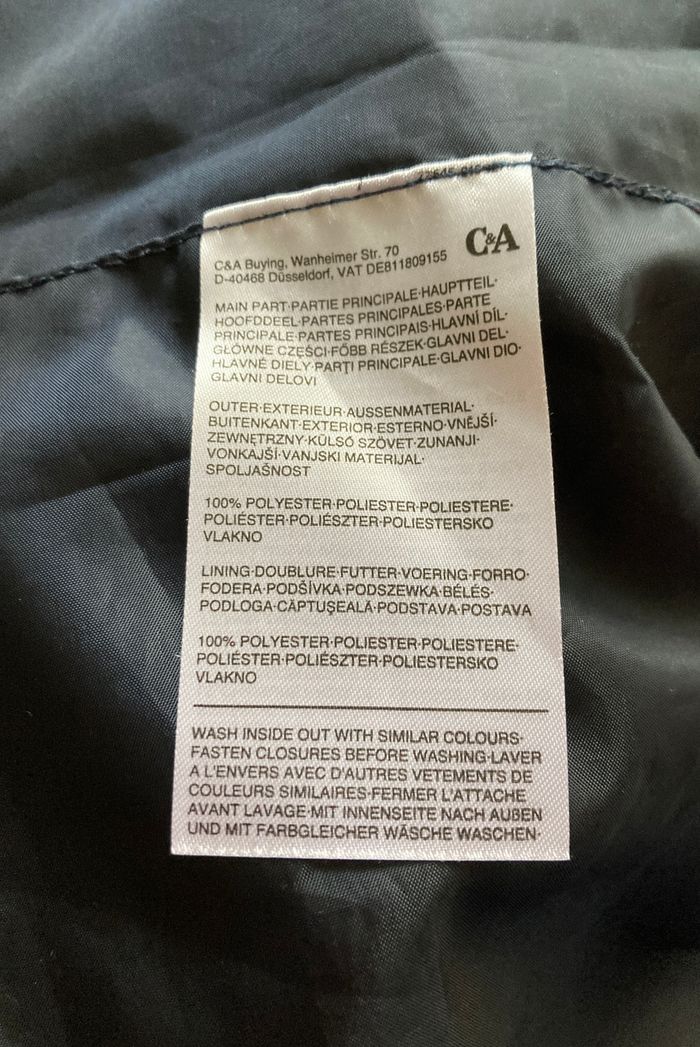 C&A
C&A Buying, Wanheimer Str. 70
D-40468 Düsseldorf, VAT DE811809155
MAIN PART·PARTIE PRINCIPALE·HAUPTTEIL·
HOOFDDEEL·PARTES PRINCIPALES·PARTE
PRINCIPALE·PARTES PRINCIPAIS·HLAVNÍ DÍL·
GŁÓWNE CZĘŚCI·FŐBB RÉSZEK·GLAVNI DEL·
HLAVNÉ DIELY·PARȚI PRINCIPALE·GLAVNI DIO·
GLAVNI DELOVI
OUTER·EXTERIEUR·AUSSENMATERIAL·
BUITENKANT·EXTERIOR·ESTERNO·VNĚJŠÍ·
ZEWNĘTRZNY·KÜLSŐ SZÖVET·ZUNANJI·
VONKAJŠÍ·VANJSKI MATERIJAL·
SPOLJAŠNOST
100% POLYESTER·POLIESTER·POLIESTERE·
POLIÉSTER·POLIÉSZTER·POLIESTERSKO
VLAKNO
LINING·DOUBLURE·FUTTER·VOERING·FORRO·
FODERA·PODŠÍVKA·PODSZEWKA·BÉLÉS·
PODLOGA·CĂPTUȘEALĂ·PODSTAVA·POSTAVA
100% POLYESTER·POLIESTER·POLIESTERE·
POLIÉSTER·POLIÉSZTER·POLIESTERSKO
VLAKNO
WASH INSIDE OUT WITH SIMILAR COLOURS·
FASTEN CLOSURES BEFORE WASHING·LAVER
A L'ENVERS AVEC D'AUTRES VETEMENTS DE
COULEURS SIMILAIRES·FERMER L'ATTACHE
AVANT LAVAGE·MIT INNENSEITE NACH AUßEN
UND MIT FARBGLEICHER WÄSCHE WASCHEN·